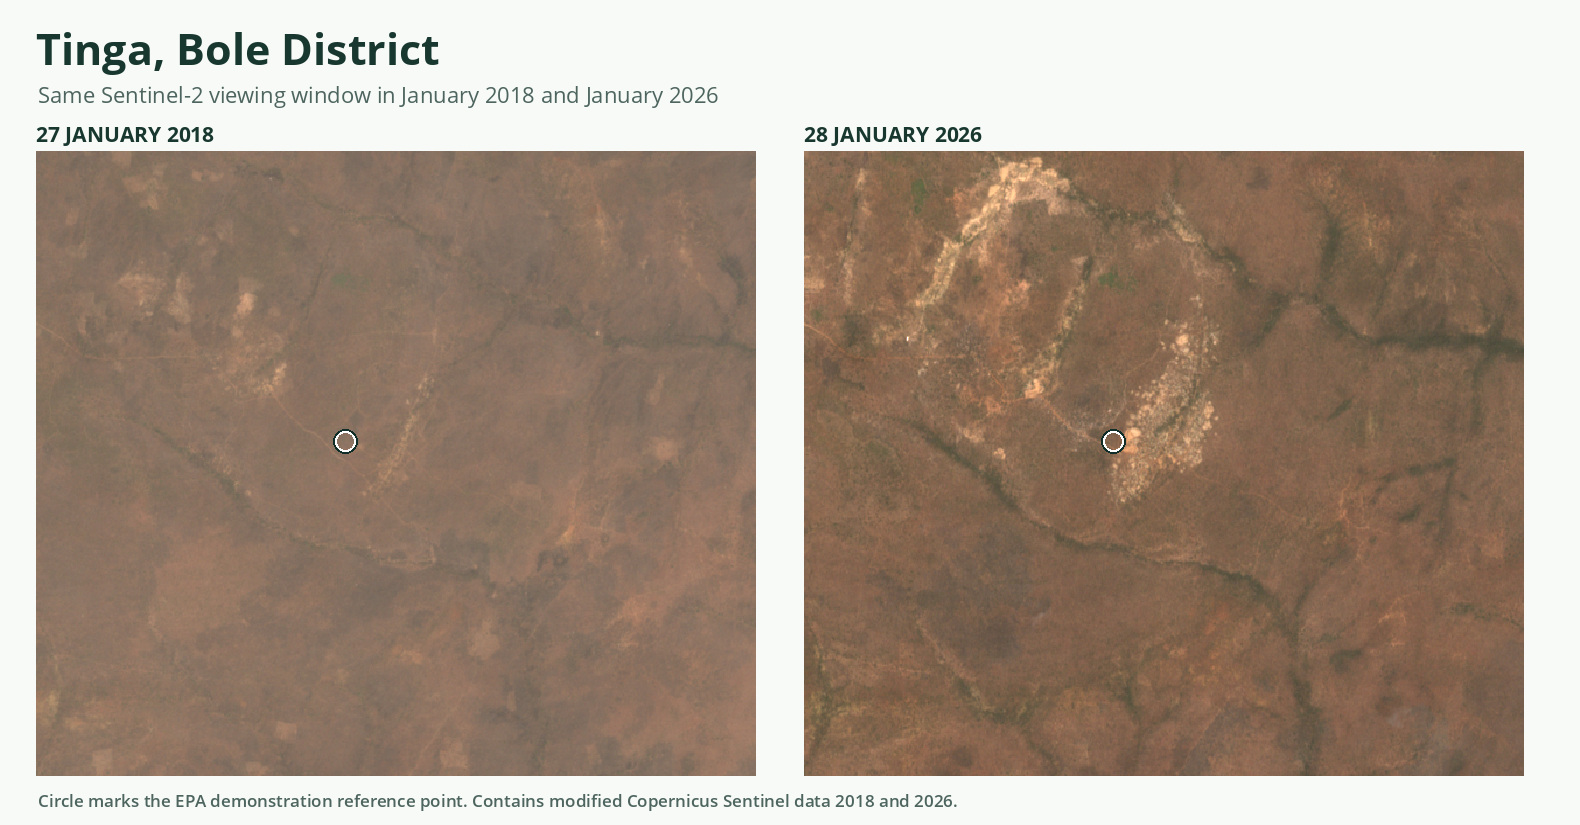 Tinga, Bole District
Same Sentinel-2 viewing window in January 2018 and January 2026
27 JANUARY 2018
28 JANUARY 2026
Circle marks the EPA demonstration reference point. Contains modified Copernicus Sentinel data 2018 and 2026.